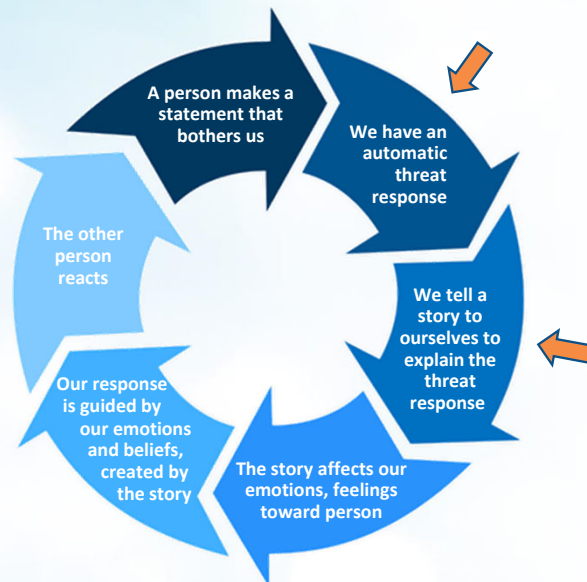 A person makes a
statement that
bothers us
We have an
automatic
threat
response
We tell a
story to
ourselves to
explain the
threat
response
The story affects our
emotions, feelings
toward person
Our response
is guided by
our emotions
and beliefs,
created by
the story
The other
person
reacts